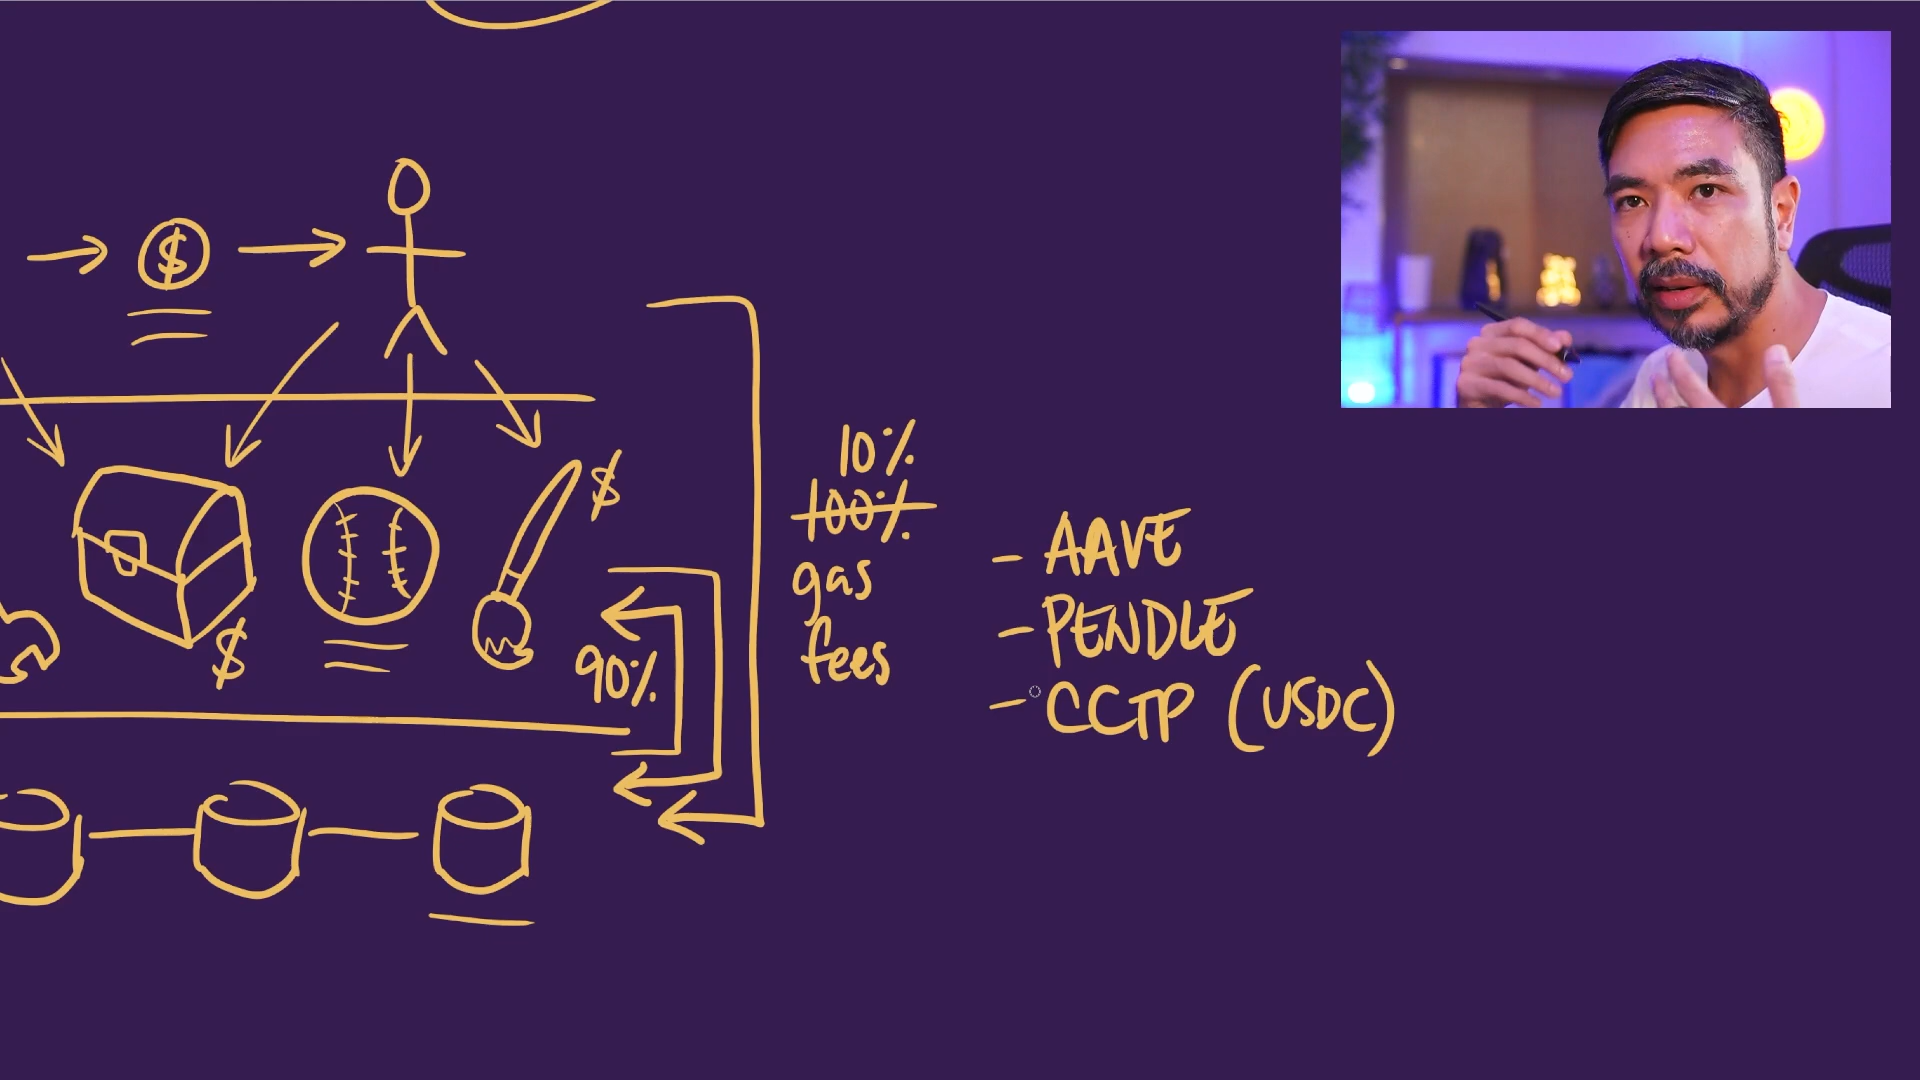 $
$
10%
100%
gas
fees
$
90%
- AAVE
- PENDLE
- CCTP (USDC)